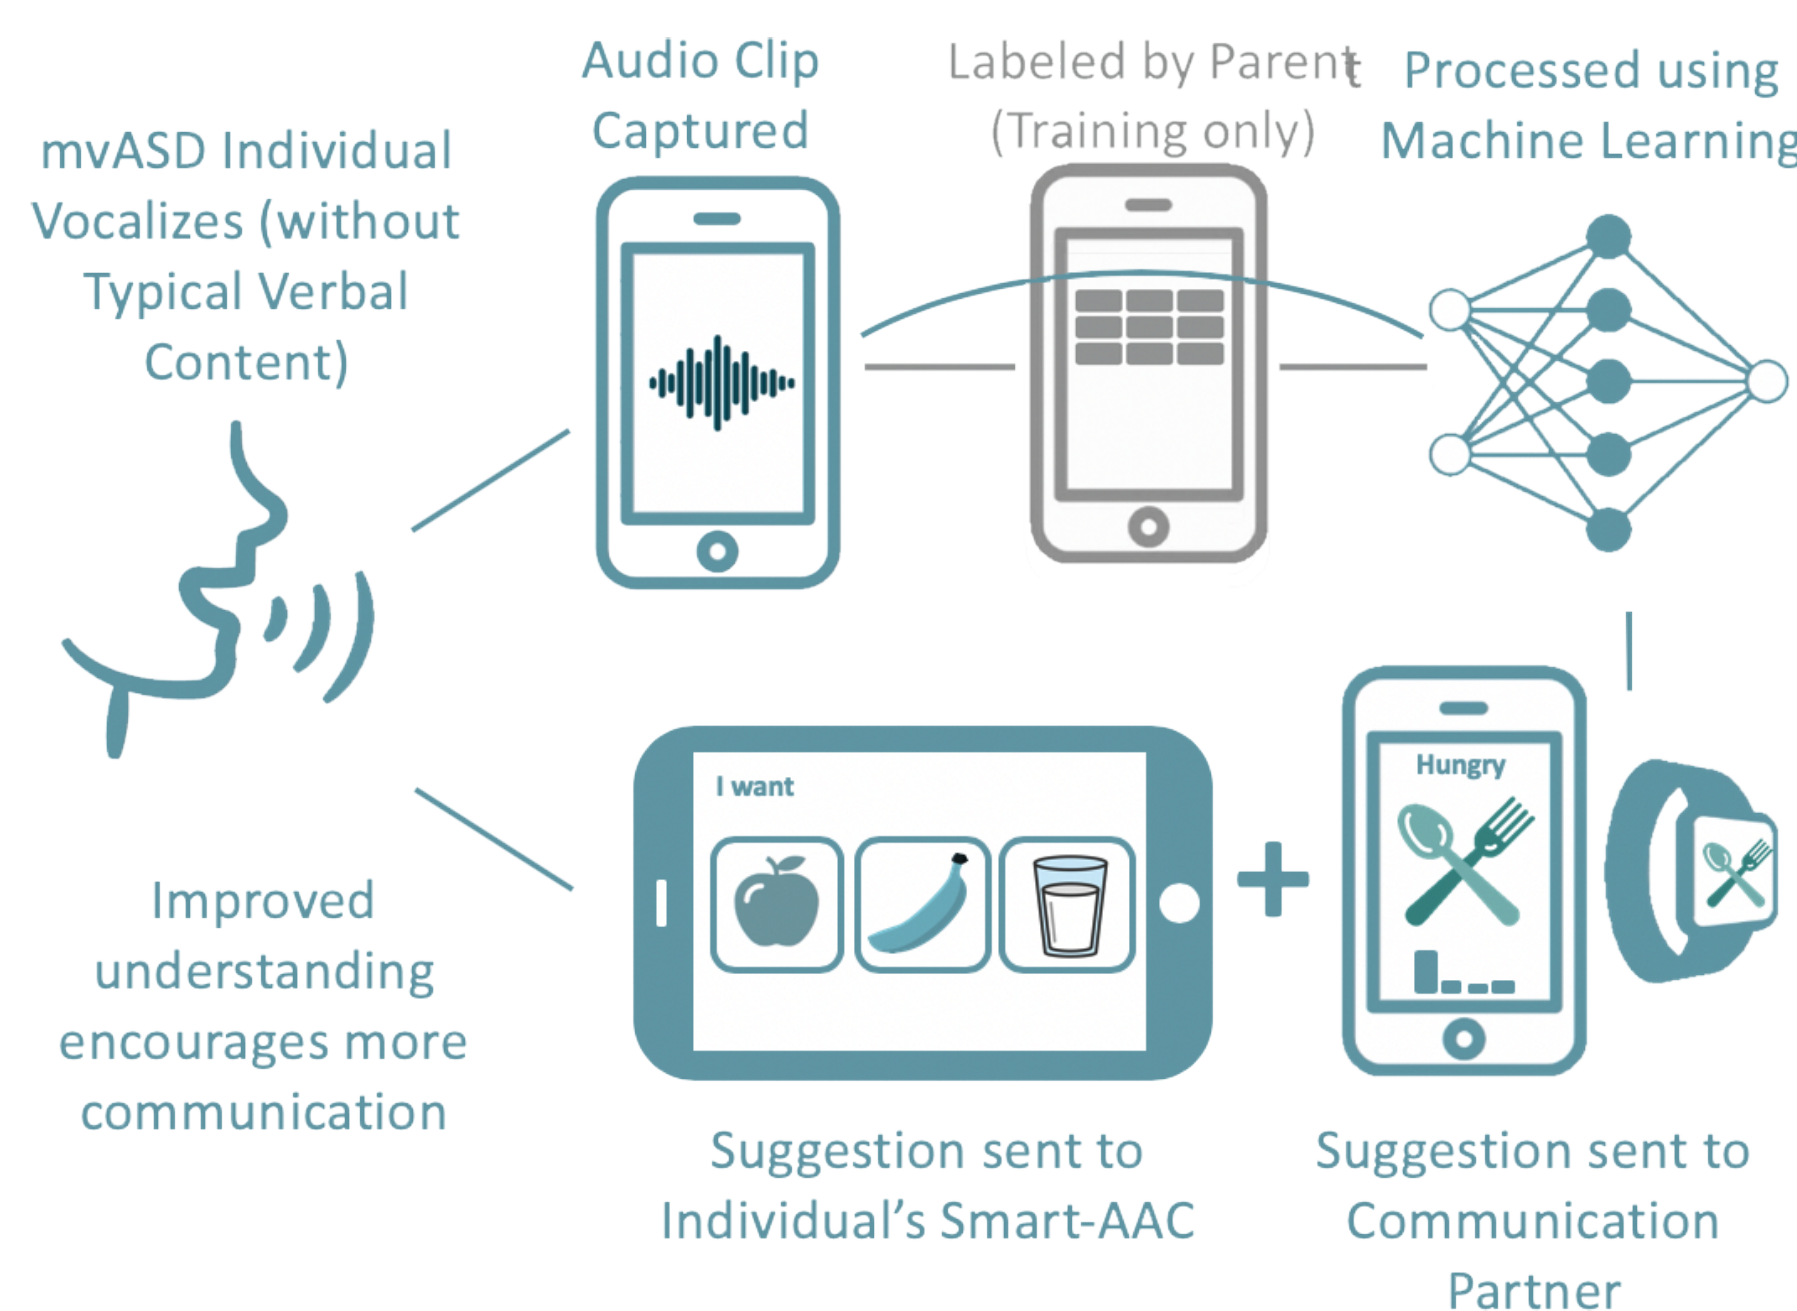 mvASD Individual
Vocalizes (without
Typical Verbal
Content)
Audio Clip
Captured
Labeled by Parent
(Training only)
Processed using
Machine Learning
Hungry
Suggestion sent to
Communication
Partner
I want
Suggestion sent to
Individual’s Smart-AAC
Improved
understanding
encourages more
communication